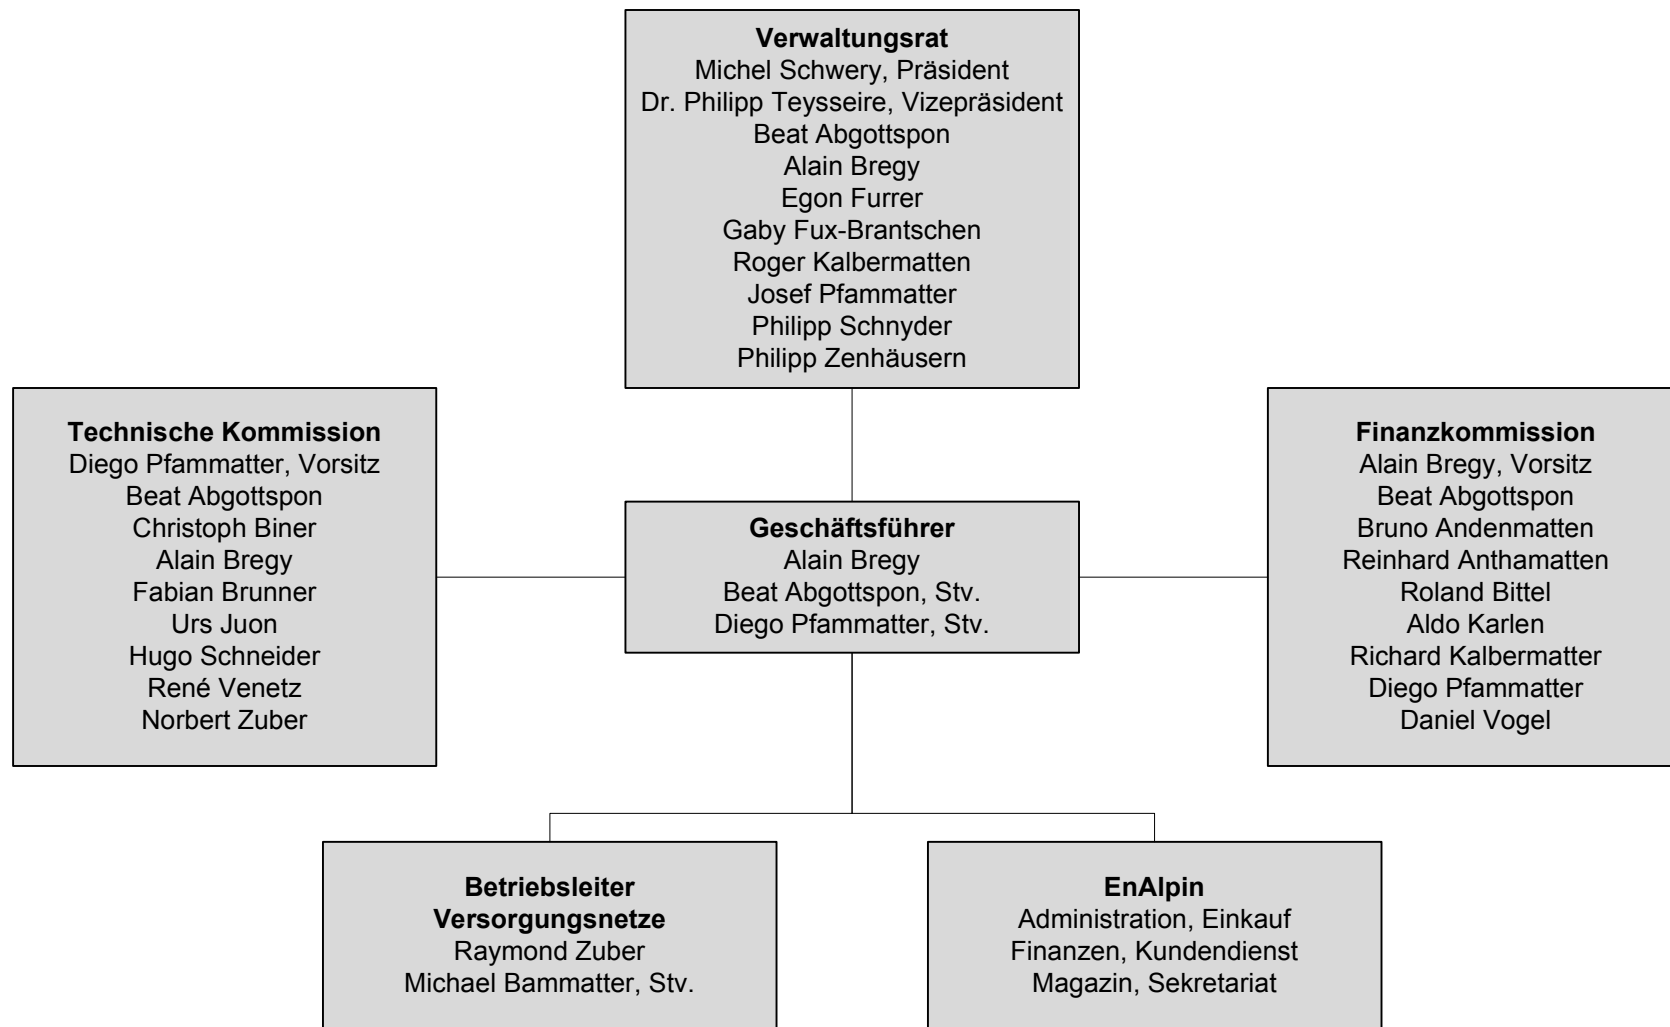 Verwaltungsrat
Michel Schwery, Präsident
Dr. Philipp Teysseire, Vizepräsident
Beat Abgottspon
Alain Bregy
Egon Furrer
Gaby Fux-Brantschen
Roger Kalbermatten
Josef Pfammatter
Philipp Schnyder
Philipp Zenhäusern
Technische Kommission
Diego Pfammatter, Vorsitz
Beat Abgottspon
Christoph Biner
Alain Bregy
Fabian Brunner
Urs Juon
Hugo Schneider
René Venetz
Norbert Zuber
Geschäftsführer
Alain Bregy
Beat Abgottspon, Stv.
Diego Pfammatter, Stv.
Finanzkommission
Alain Bregy, Vorsitz
Beat Abgottspon
Bruno Andenmatten
Reinhard Anthamatten
Roland Bittel
Aldo Karlen
Richard Kalbermatter
Diego Pfammatter
Daniel Vogel
Betriebsleiter
Versorgungsnetze
Raymond Zuber
Michael Bammatter, Stv.
EnAlpin
Administration, Einkauf
Finanzen, Kundendienst
Magazin, Sekretariat